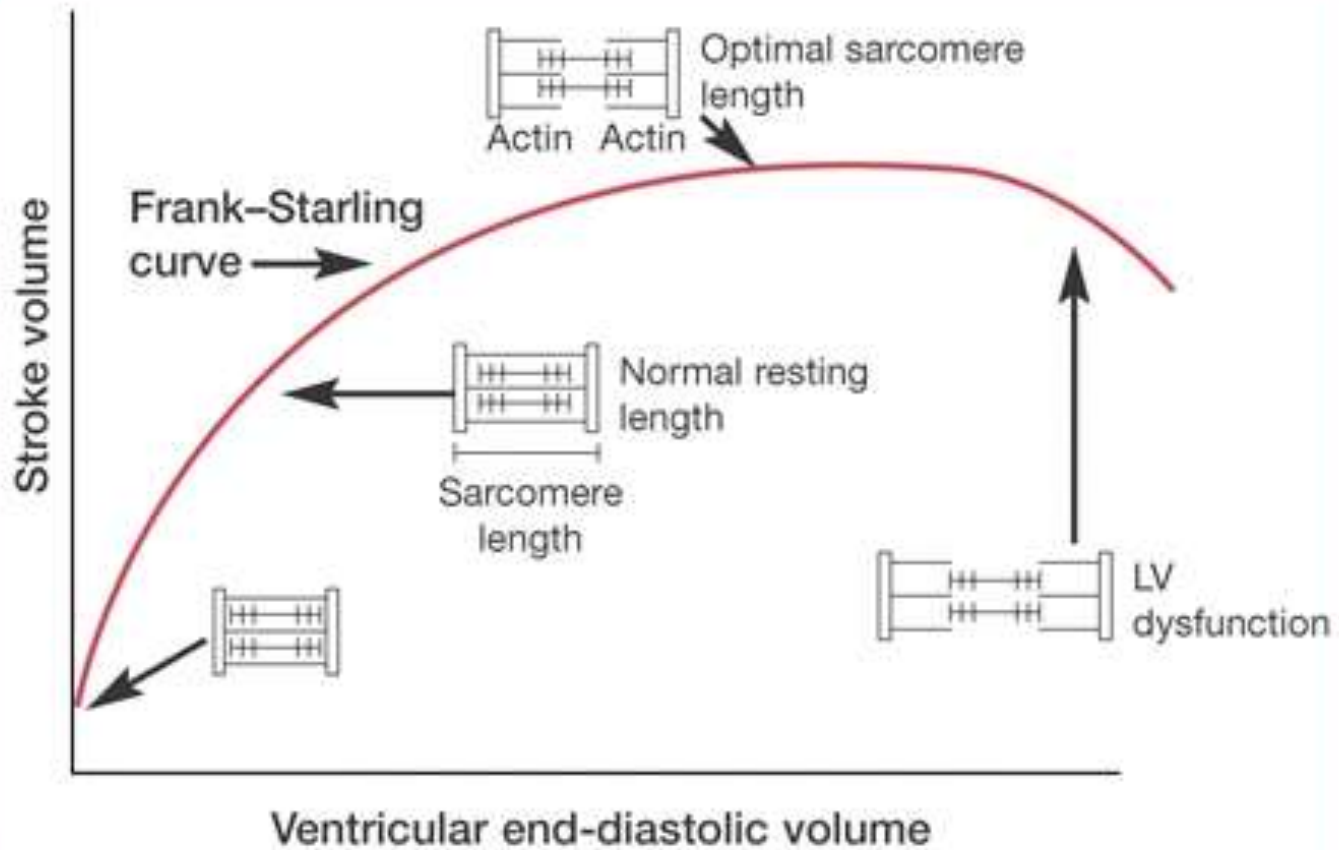 Optimal sarcomere
length
Actin Actin
Frank–Starling
curve
Stroke volume
Normal resting
length
Sarcomere
length
LV
dysfunction
Ventricular end-diastolic volume